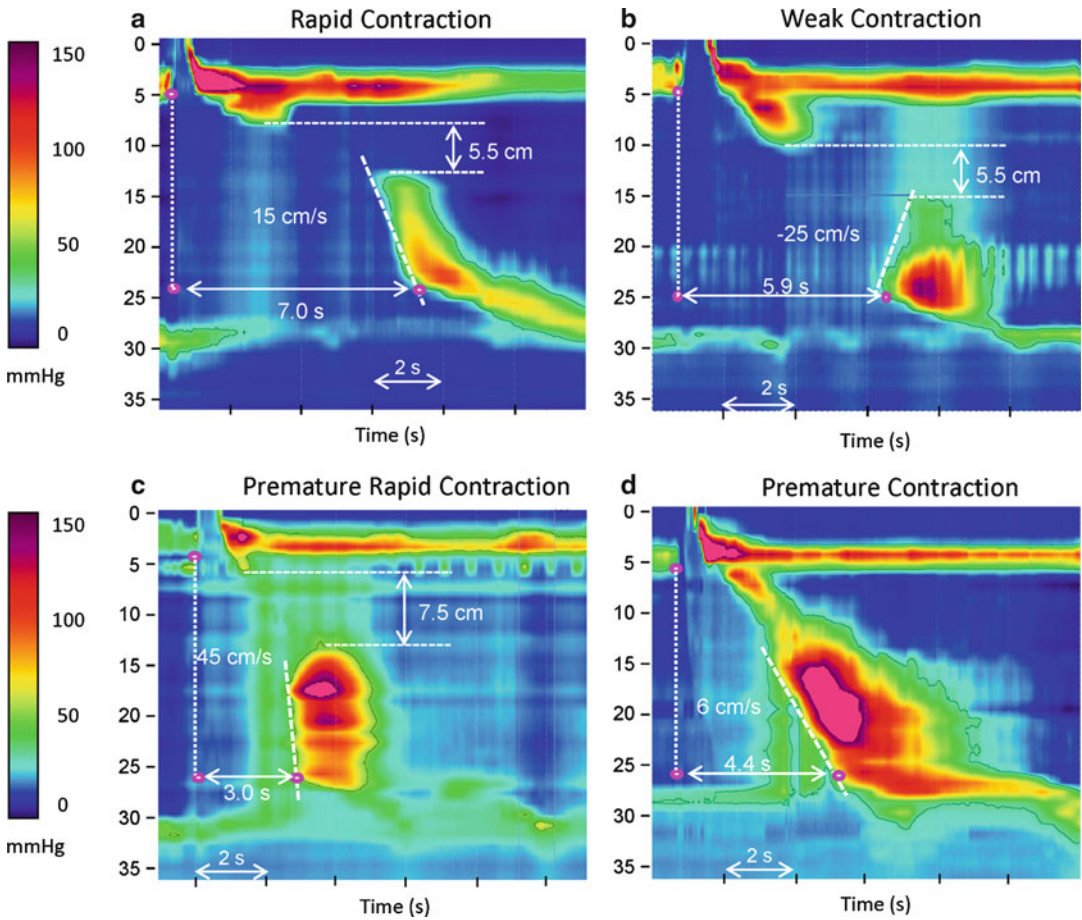 a Rapid Contraction
150
100
50
0
mmHg
0
5
10
15
20
25
30
35
5.5 cm
15 cm/s
7.0 s
2 s
Time (s)
b Weak Contraction
0
5
10
15
20
25
30
35
5.5 cm
-25 cm/s
5.9 s
2 s
Time (s)
c Premature Rapid Contraction
150
100
50
0
mmHg
0
5
10
15
20
25
30
35
7.5 cm
45 cm/s
3.0 s
2 s
Time (s)
d Premature Contraction
0
5
10
15
20
25
30
35
6 cm/s
4.4 s
2 s
Time (s)